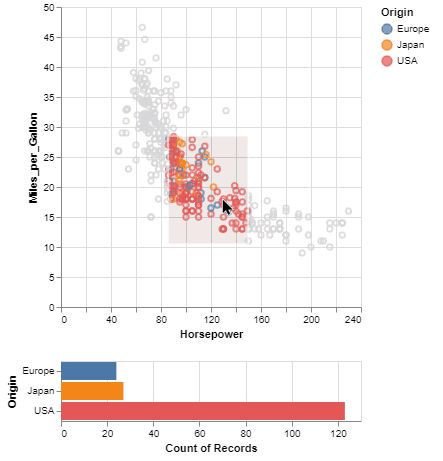 Origin
Europe
Japan
USA
Miles_per_Gallon
50
45
40
35
30
25
20
15
10
5
0
0 40 80 120 160 200 240
Horsepower
Origin
Europe
Japan
USA
0 20 40 60 80 100 120
Count of Records